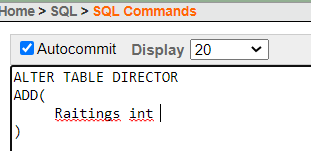 Home > SQL > SQL Commands
Autocommit Display 20
ALTER TABLE DIRECTOR
ADD(
Raitings int
)